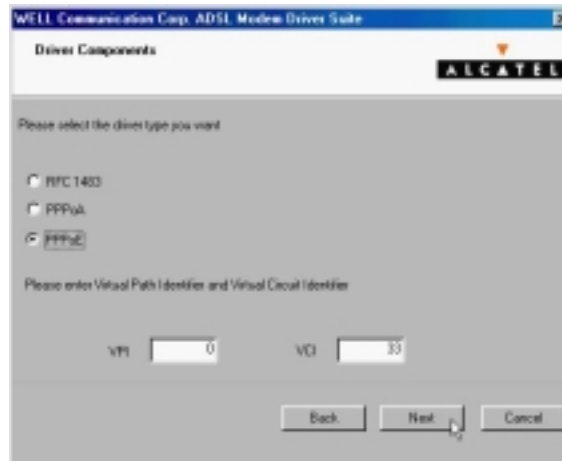 WELL Communication Corp. ADSL Modem Driver Suite
Driver Components
ALCATEL
Please select the driver type you want
RFC 1483
PPPoA
PPPoE
Please enter Virtual Path Identifier and Virtual Circuit Identifier
VPI 0 VCI 33
Back Next Cancel